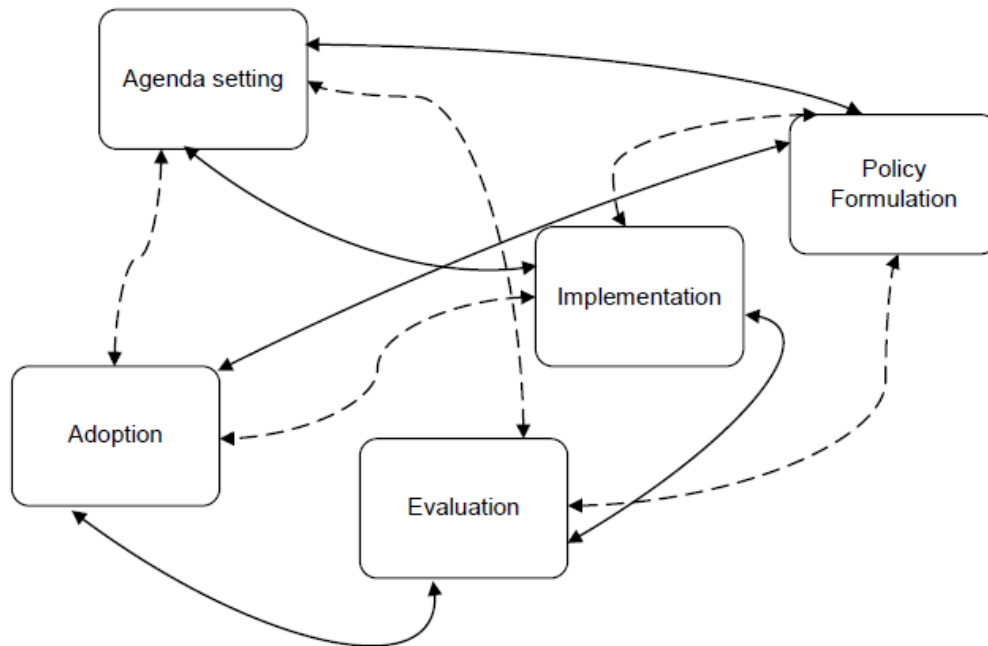 Agenda setting
Policy
Formulation
Implementation
Adoption
Evaluation